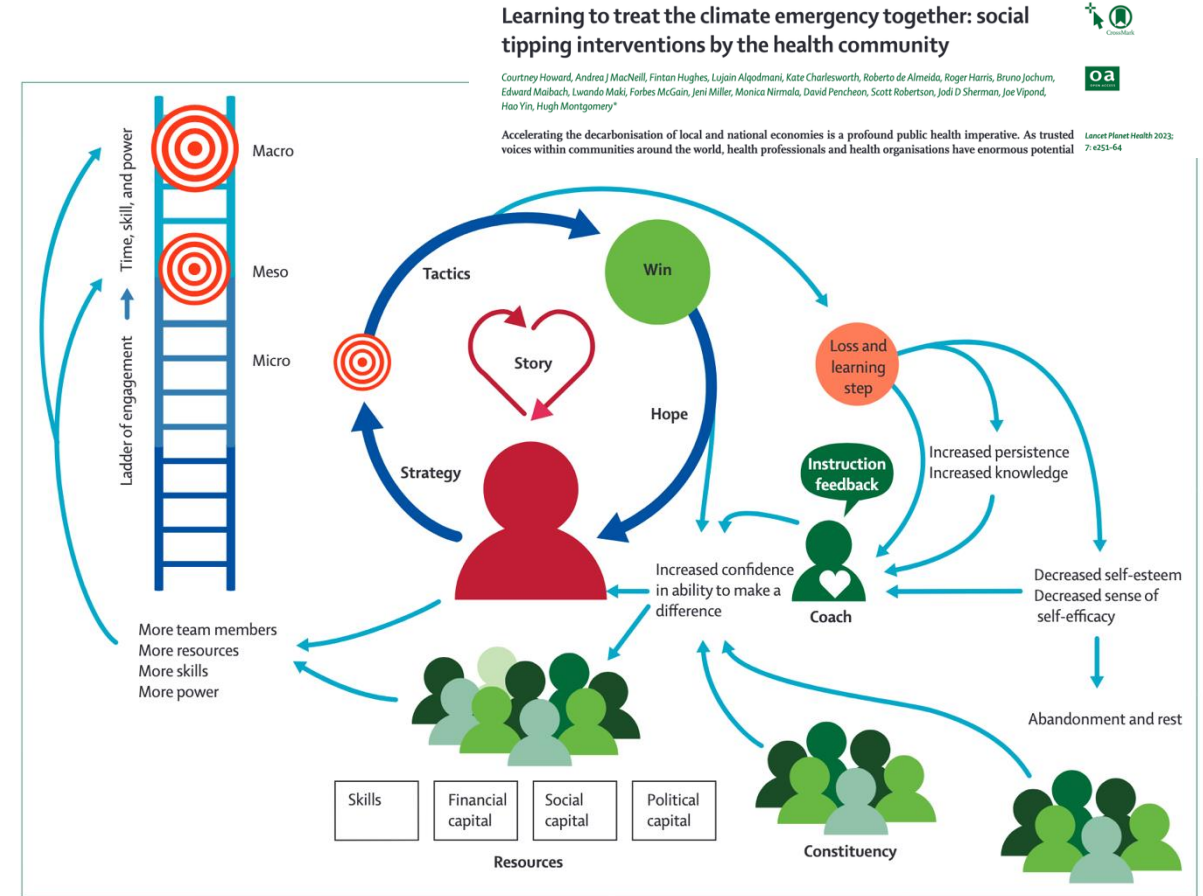 Learning to treat the climate emergency together: social
tipping interventions by the health community
CrossMark
oa
OPEN ACCESS
Courtney Howard, Andrea J MacNeill, Fintan Hughes, Lujain Alqodmani, Kate Charlesworth, Roberto de Almeida, Roger Harris, Bruno Jochum,
Edward Maibach, Lwando Maki, Forbes McGain, Jeni Miller, Monica Nirmala, David Pencheon, Scott Robertson, Jodi D Sherman, Joe Vipond,
Hao Yin, Hugh Montgomery*
Accelerating the decarbonisation of local and national economies is a profound public health imperative. As trusted
voices within communities around the world, health professionals and health organisations have enormous potential
Lancet Planet Health 2023;
7: e251–64
Ladder of engagement
Time, skill, and power
Macro
Meso
Micro
Tactics
Win
Story
Hope
Strategy
Loss and
learning
step
Increased persistence
Increased knowledge
Instruction
feedback
Coach
Increased confidence
in ability to make a
difference
Decreased self-esteem
Decreased sense of
self-efficacy
Abandonment and rest
More team members
More resources
More skills
More power
Skills
Financial
capital
Social
capital
Political
capital
Resources
Constituency